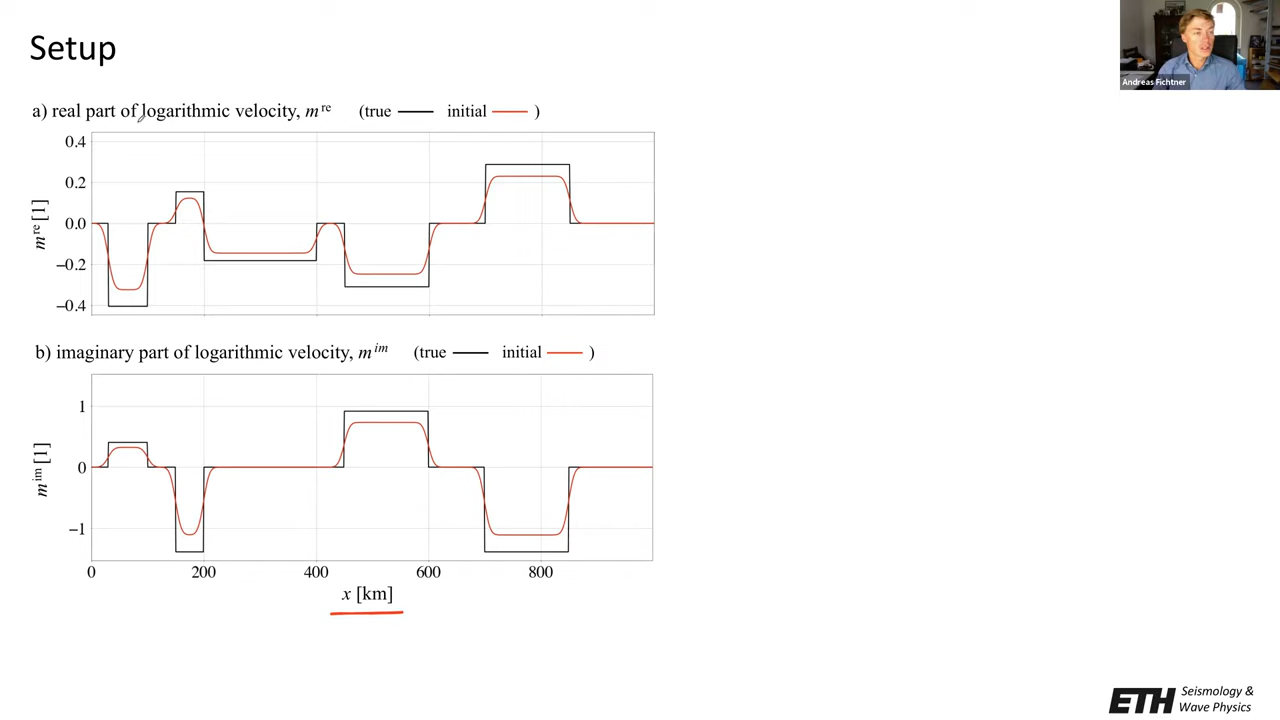 Setup
Andreas Fichtner
a) real part of logarithmic velocity, m^re (true initial )
0.4
0.2
0.0
−0.2
−0.4
m^re [1]
b) imaginary part of logarithmic velocity, m^im (true initial )
1
0
−1
m^im [1]
0 200 400 600 800
x [km]
ETH Seismology &
Wave Physics